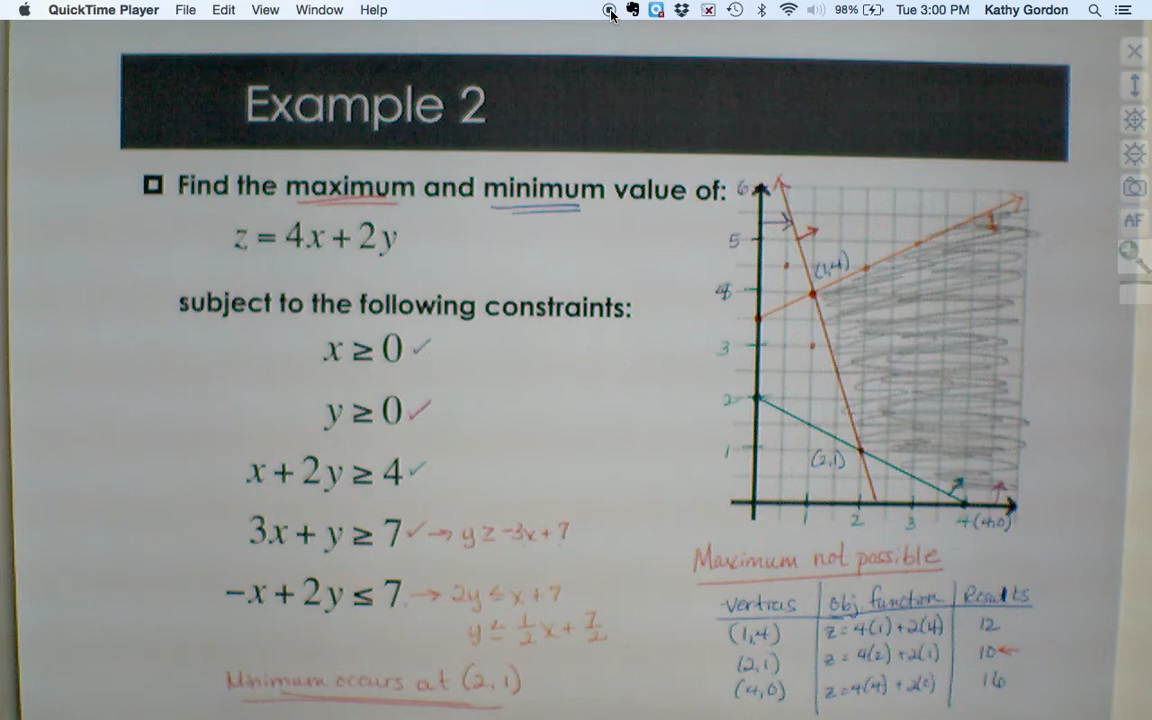 QuickTime Player File Edit View Window Help 98% Tue 3:00 PM Kathy Gordon
Example 2
Find the maximum and minimum value of:
z = 4x + 2y
subject to the following constraints:
x ≥ 0 ✓
y ≥ 0 ✓
x + 2y ≥ 4 ✓
3x + y ≥ 7 ✓ → y ≥ -3x + 7
−x + 2y ≤ 7 → 2y ≤ x + 7
y ≤ 1/2 x + 7/2
Minimum occurs at (2,1)
6
5
4
3
2
1
(1,4)
(2,1)
1 2 3 4 (4,0)
Maximum not possible
Vertices Obj. function Results
(1,4) z = 4(1) + 2(4) 12
(2,1) z = 4(2) + 2(1) 10 ←
(4,0) z = 4(4) + 2(0) 16
AF